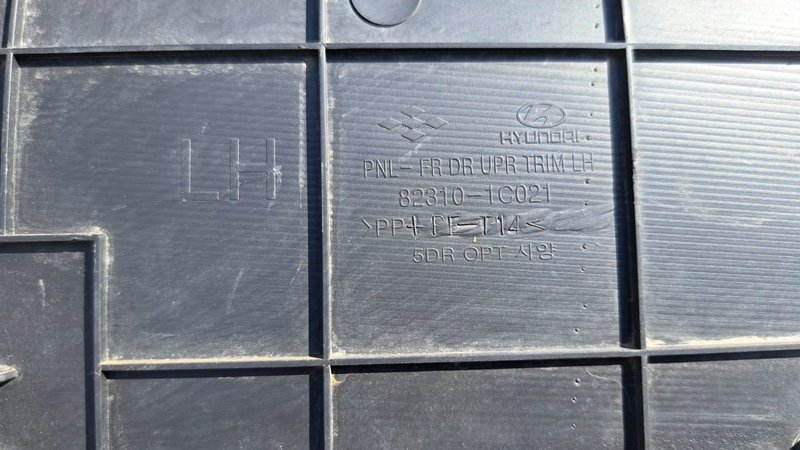 LH
HYUNDAI
PNL-FR DR UPR TRIM LH
82310-1C021
>PP+PE-T14<
5DR OPT 사양